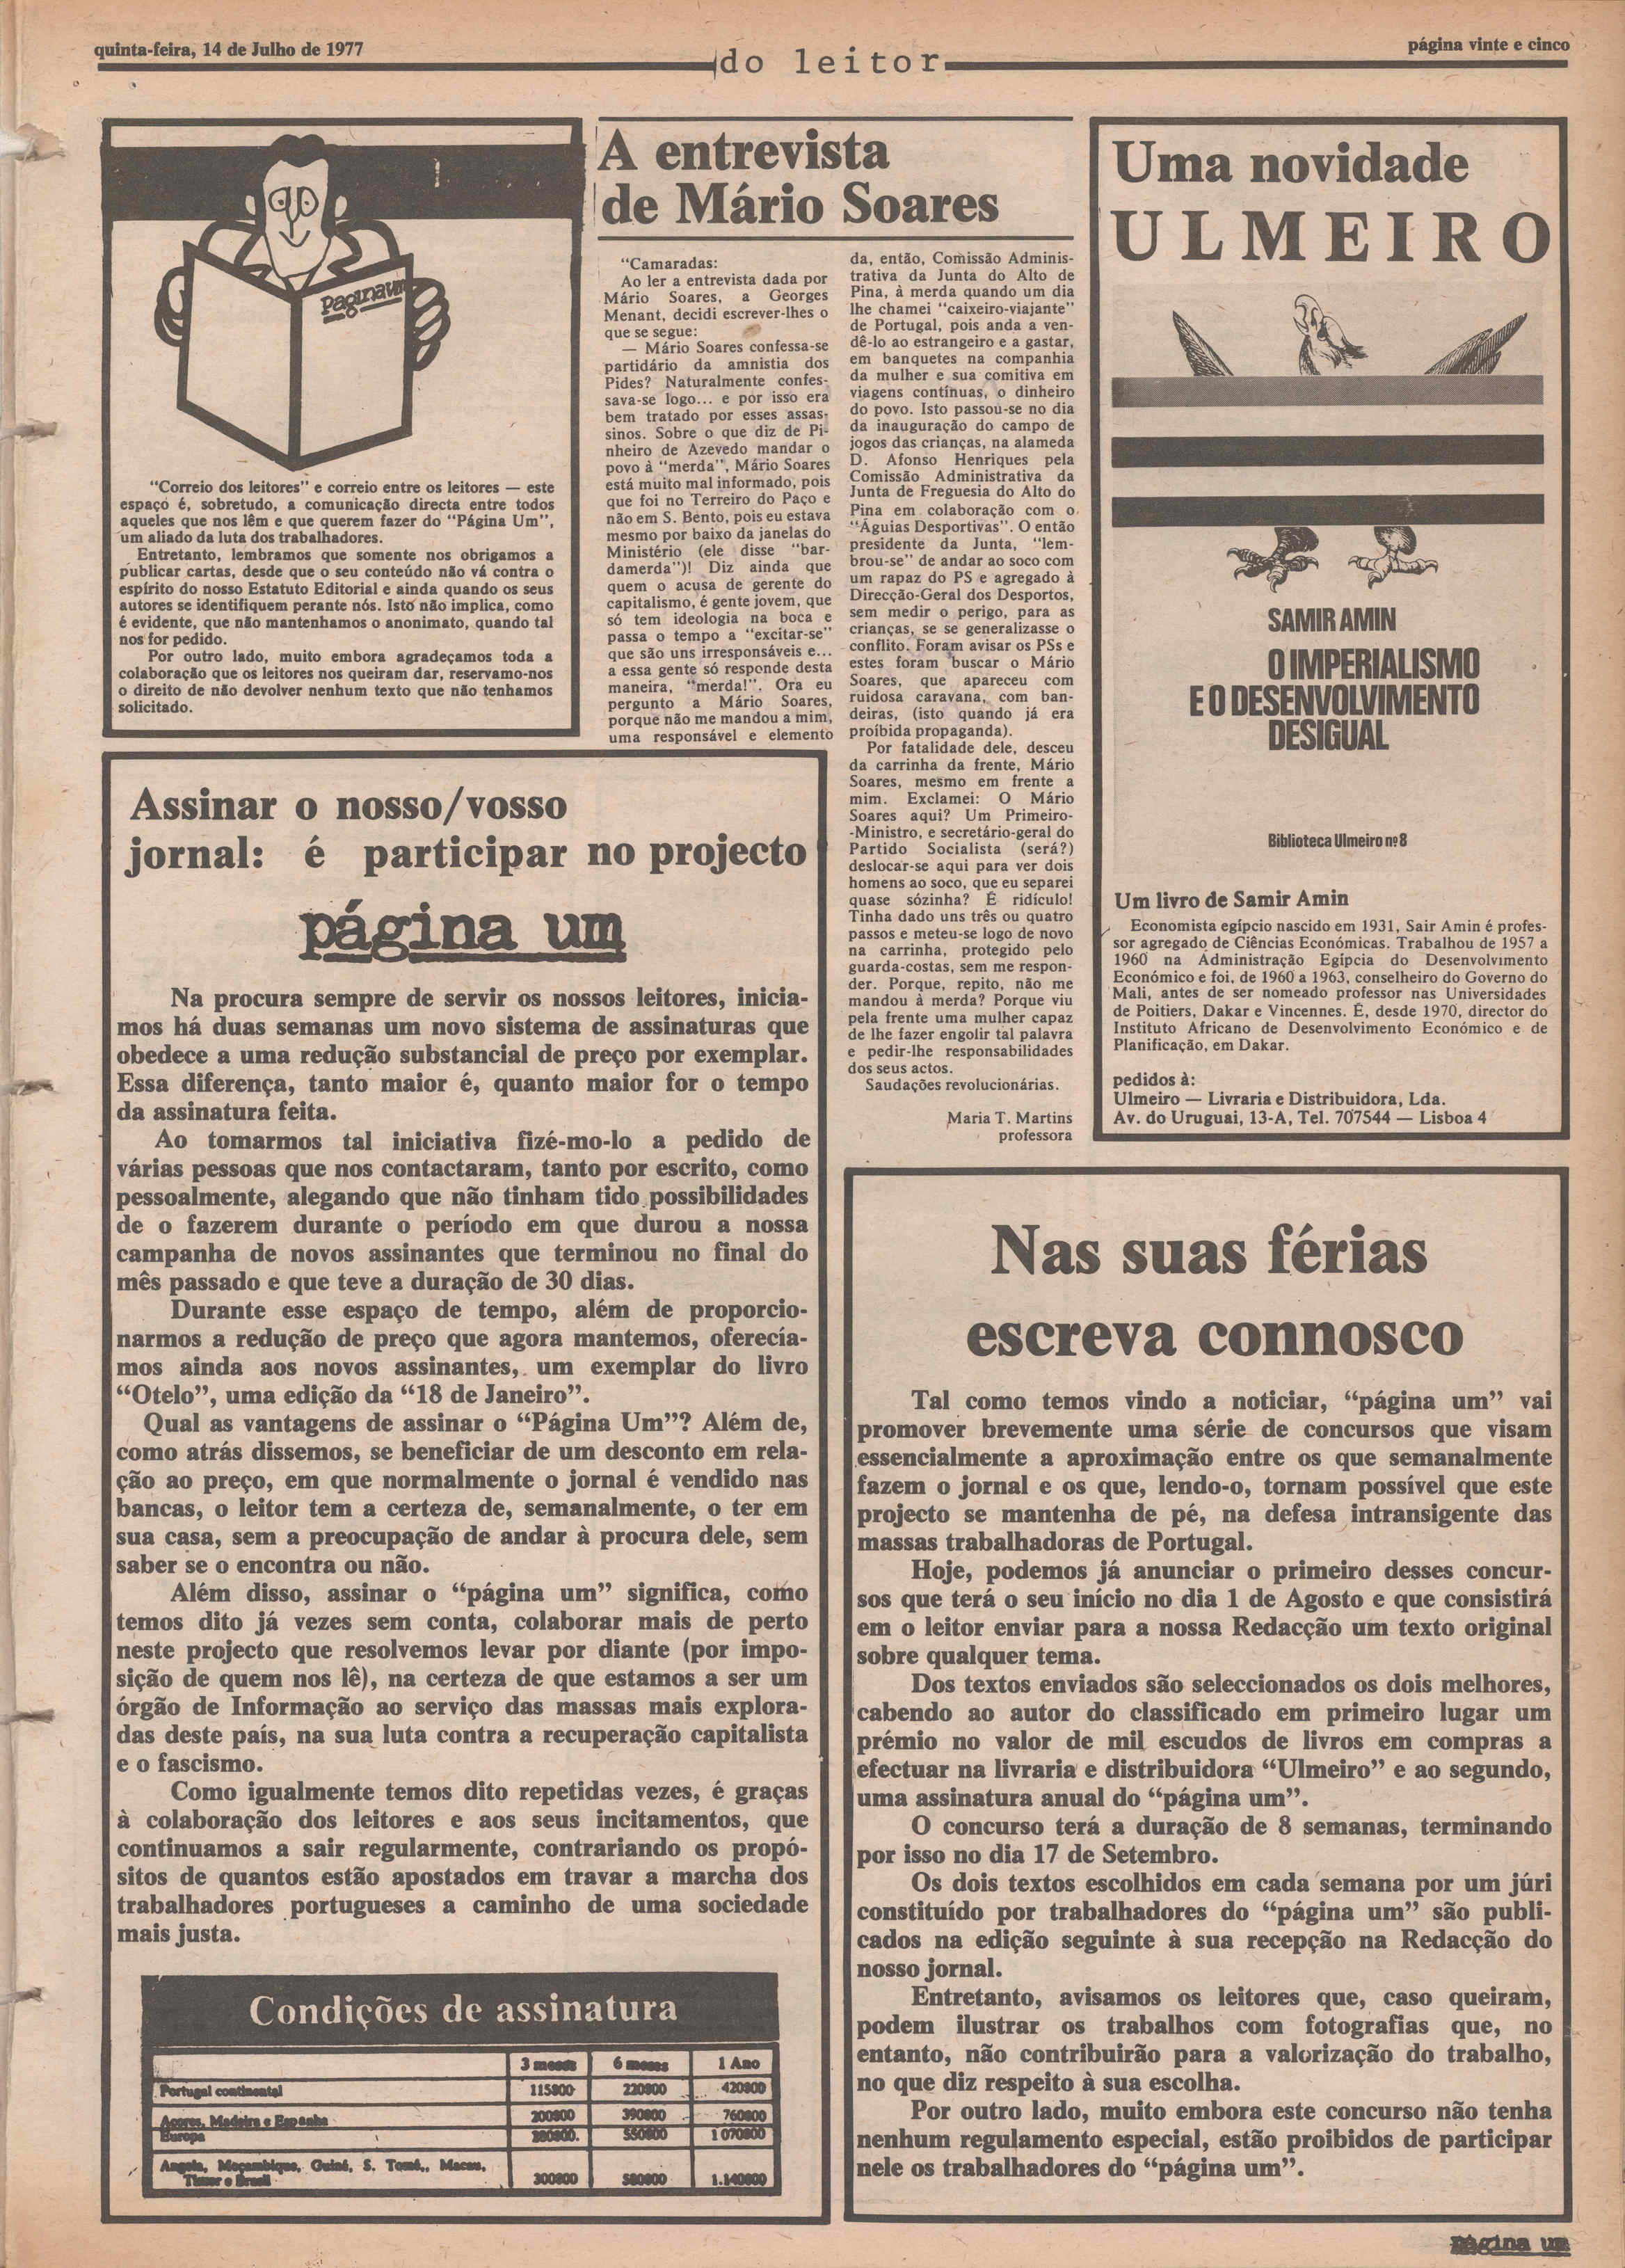 quinta-feira, 14 de Julho de 1977
do leitor
página vinte e cinco
Paginaum
"Correio dos leitores" e correio entre os leitores — este
espaço é, sobretudo, a comunicação directa entre todos
aqueles que nos lêm e que querem fazer do "Página Um",
um aliado da luta dos trabalhadores.
Entretanto, lembramos que somente nos obrigamos a
publicar cartas, desde que o seu conteúdo não vá contra o
espírito do nosso Estatuto Editorial e ainda quando os seus
autores se identifiquem perante nós. Isto não implica, como
é evidente, que não mantenhamos o anonimato, quando tal
nos for pedido.
Por outro lado, muito embora agradeçamos toda a
colaboração que os leitores nos queiram dar, reservamo-nos
o direito de não devolver nenhum texto que não tenhamos
solicitado.
A entrevista
de Mário Soares
"Camaradas:
Ao ler a entrevista dada por
Mário Soares, a Georges
Menant, decidi escrever-lhes o
que se segue:
— Mário Soares confessa-se
partidário da amnistia dos
Pides? Naturalmente confes-
sava-se logo... e por isso era
bem tratado por esses assas-
sinos. Sobre o que diz de Pi-
nheiro de Azevedo mandar o
povo à "merda", Mário Soares
está muito mal informado, pois
que foi no Terreiro do Paço e
não em S. Bento, pois eu estava
mesmo por baixo da janelas do
Ministério (ele disse "bar-
damerda")! Diz ainda que
quem o acusa de gerente do
capitalismo, é gente jovem, que
só tem ideologia na boca e
passa o tempo a "excitar-se"
que são uns irresponsáveis e...
a essa gente só responde desta
maneira, "merda!". Ora eu
pergunto a Mário Soares,
porque não me mandou a mim,
uma responsável e elemento
da, então, Comissão Adminis-
trativa da Junta do Alto de
Pina, à merda quando um dia
lhe chamei "caixeiro-viajante"
de Portugal, pois anda a ven-
dê-lo ao estrangeiro e a gastar,
em banquetes na companhia
da mulher e sua comitiva em
viagens contínuas, o dinheiro
do povo. Isto passou-se no dia
da inauguração do campo de
jogos das crianças, na alameda
D. Afonso Henriques pela
Comissão Administrativa da
Junta de Freguesia do Alto do
Pina em colaboração com o
"Águias Desportivas". O então
presidente da Junta, "lem-
brou-se" de andar ao soco com
um rapaz do PS e agregado à
Direcção-Geral dos Desportos,
sem medir o perigo, para as
crianças, se se generalizasse o
conflito. Foram avisar os PSs e
estes foram buscar o Mário
Soares, que apareceu com
ruidosa caravana, com ban-
deiras, (isto quando já era
proíbida propaganda).
Por fatalidade dele, desceu
da carrinha da frente, Mário
Soares, mesmo em frente a
mim. Exclamei: O Mário
Soares aqui? Um Primeiro-
-Ministro, e secretário-geral do
Partido Socialista (será?)
deslocar-se aqui para ver dois
homens ao soco, que eu separei
quase sózinha? É ridículo!
Tinha dado uns três ou quatro
passos e meteu-se logo de novo
na carrinha, protegido pelo
guarda-costas, sem me respon-
der. Porque, repito, não me
mandou à merda? Porque viu
pela frente uma mulher capaz
de lhe fazer engolir tal palavra
e pedir-lhe responsabilidades
dos seus actos.
Saudações revolucionárias.
Maria T. Martins
professora
Uma novidade
ULMEIRO
SAMIR AMIN
O IMPERIALISMO
E O DESENVOLVIMENTO
DESIGUAL
Biblioteca Ulmeiro nº 8
Um livro de Samir Amin
Economista egípcio nascido em 1931, Sair Amin é profes-
sor agregado de Ciências Económicas. Trabalhou de 1957 a
1960 na Administração Egípcia do Desenvolvimento
Económico e foi, de 1960 a 1963, conselheiro do Governo do
Mali, antes de ser nomeado professor nas Universidades
de Poitiers, Dakar e Vincennes. É, desde 1970, director do
Instituto Africano de Desenvolvimento Económico e de
Planificação, em Dakar.
pedidos à:
Ulmeiro — Livraria e Distribuidora, Lda.
Av. do Uruguai, 13-A, Tel. 707544 — Lisboa 4
Assinar o nosso/vosso
jornal: é participar no projecto
página um
Na procura sempre de servir os nossos leitores, inicia-
mos há duas semanas um novo sistema de assinaturas que
obedece a uma redução substancial de preço por exemplar.
Essa diferença, tanto maior é, quanto maior for o tempo
da assinatura feita.
Ao tomarmos tal iniciativa fizé-mo-lo a pedido de
várias pessoas que nos contactaram, tanto por escrito, como
pessoalmente, alegando que não tinham tido possibilidades
de o fazerem durante o período em que durou a nossa
campanha de novos assinantes que terminou no final do
mês passado e que teve a duração de 30 dias.
Durante esse espaço de tempo, além de proporcio-
narmos a redução de preço que agora mantemos, oferecía-
mos ainda aos novos assinantes, um exemplar do livro
"Otelo", uma edição da "18 de Janeiro".
Qual as vantagens de assinar o "Página Um"? Além de,
como atrás dissemos, se beneficiar de um desconto em rela-
ção ao preço, em que normalmente o jornal é vendido nas
bancas, o leitor tem a certeza de, semanalmente, o ter em
sua casa, sem a preocupação de andar à procura dele, sem
saber se o encontra ou não.
Além disso, assinar o "página um" significa, como
temos dito já vezes sem conta, colaborar mais de perto
neste projecto que resolvemos levar por diante (por impo-
sição de quem nos lê), na certeza de que estamos a ser um
órgão de Informação ao serviço das massas mais explora-
das deste país, na sua luta contra a recuperação capitalista
e o fascismo.
Como igualmente temos dito repetidas vezes, é graças
à colaboração dos leitores e aos seus incitamentos, que
continuamos a sair regularmente, contrariando os propó-
sitos de quantos estão apostados em travar a marcha dos
trabalhadores portugueses a caminho de uma sociedade
mais justa.
Condições de assinatura
3 meses 6 meses 1 Ano
Portugal continental 115$00 220$00 420$00
Açores, Madeira e Espanha 200$00 390$00 760$00
Europa 550$00 1 070$00
Angola, Moçambique, Guiné, S. Tomé, Macau,
Timor e Brasil 300$00 580$00 1.140$00
Nas suas férias
escreva connosco
Tal como temos vindo a noticiar, "página um" vai
promover brevemente uma série de concursos que visam
essencialmente a aproximação entre os que semanalmente
fazem o jornal e os que, lendo-o, tornam possível que este
projecto se mantenha de pé, na defesa intransigente das
massas trabalhadoras de Portugal.
Hoje, podemos já anunciar o primeiro desses concur-
sos que terá o seu início no dia 1 de Agosto e que consistirá
em o leitor enviar para a nossa Redacção um texto original
sobre qualquer tema.
Dos textos enviados são seleccionados os dois melhores,
cabendo ao autor do classificado em primeiro lugar um
prémio no valor de mil escudos de livros em compras a
efectuar na livraria e distribuidora "Ulmeiro" e ao segundo,
uma assinatura anual do "página um".
O concurso terá a duração de 8 semanas, terminando
por isso no dia 17 de Setembro.
Os dois textos escolhidos em cada semana por um júri
constituído por trabalhadores do "página um" são publi-
cados na edição seguinte à sua recepção na Redacção do
nosso jornal.
Entretanto, avisamos os leitores que, caso queiram,
podem ilustrar os trabalhos com fotografias que, no
entanto, não contribuirão para a valorização do trabalho,
no que diz respeito à sua escolha.
Por outro lado, muito embora este concurso não tenha
nenhum regulamento especial, estão proibidos de participar
nele os trabalhadores do "página um".
página um